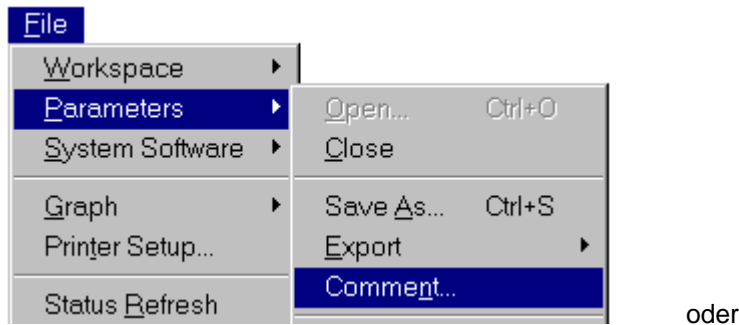 File
Workspace
Parameters
System Software
Graph
Printer Setup...
Status Refresh
Open... Ctrl+O
Close
Save As... Ctrl+S
Export
Comment...
oder